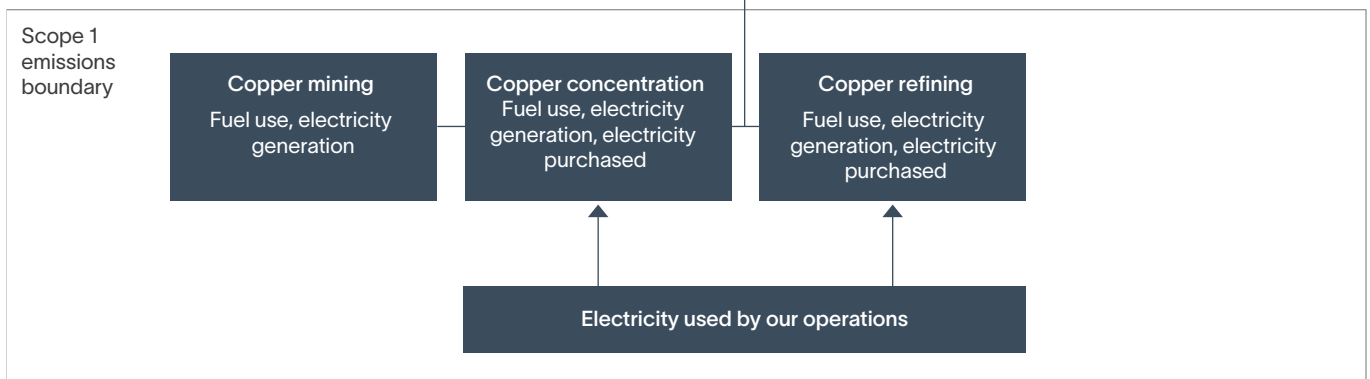 Scope 1
emissions
boundary
Copper mining
Fuel use, electricity
generation
Copper concentration
Fuel use, electricity
generation, electricity
purchased
Copper refining
Fuel use, electricity
generation, electricity
purchased
Electricity used by our operations